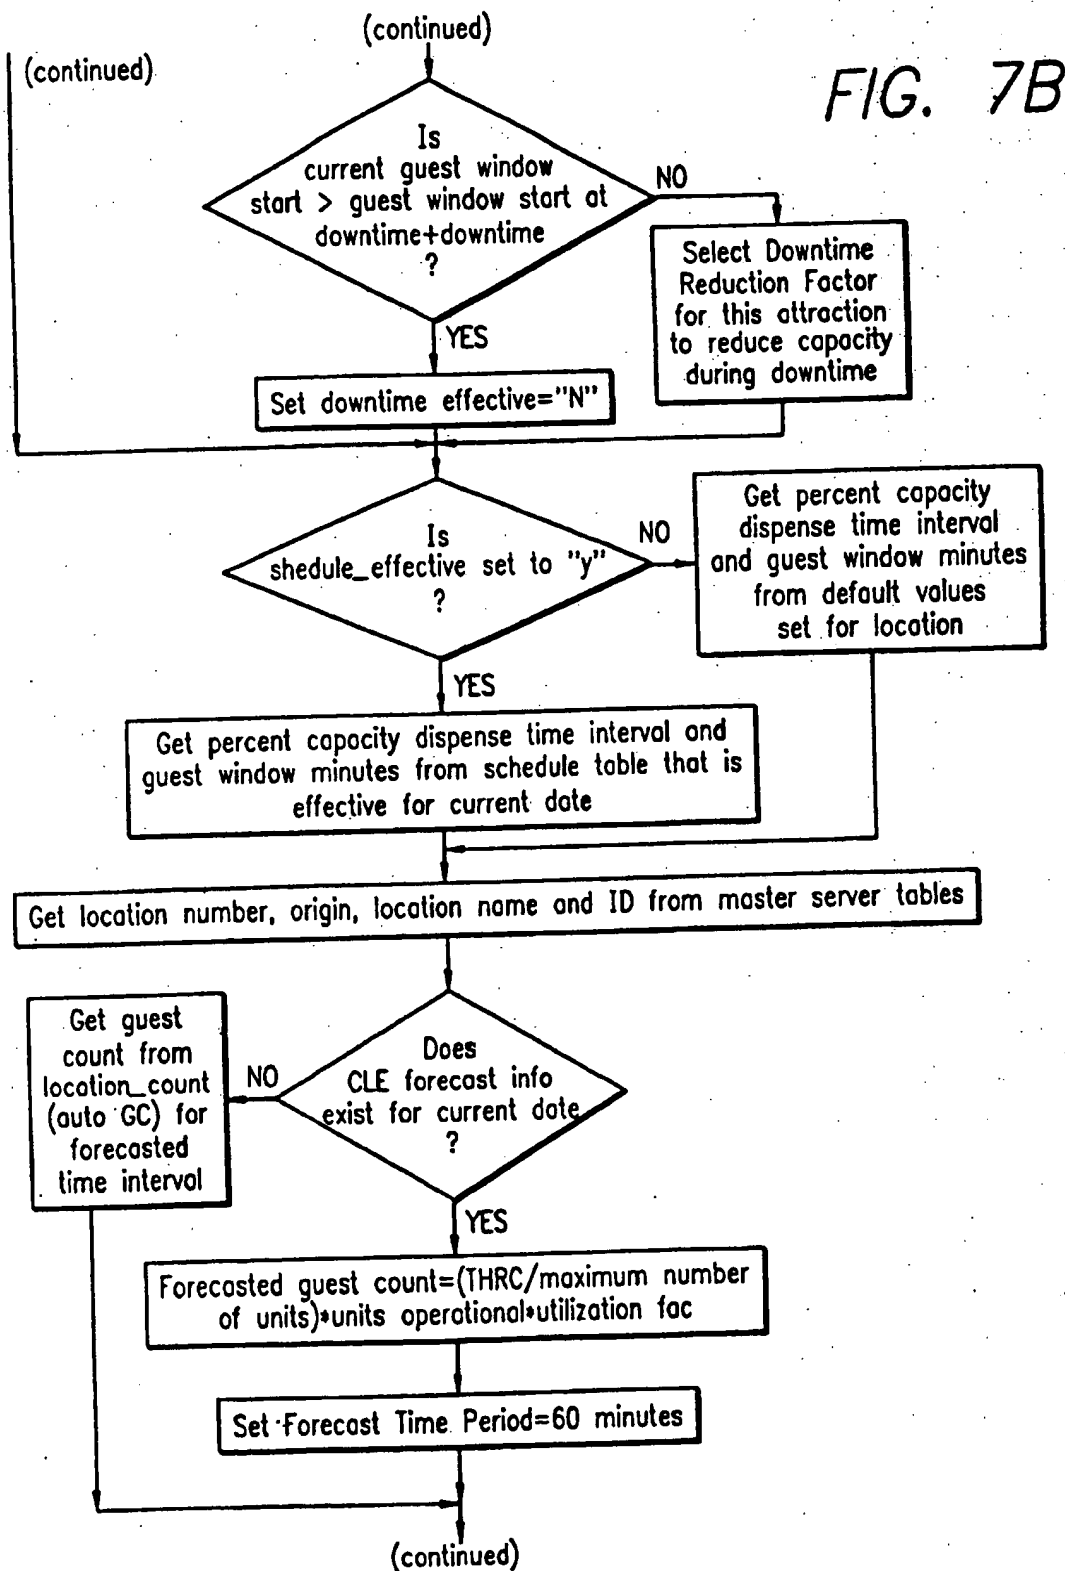 (continued)
(continued)
FIG. 7B
Is
current guest window
start > guest window start at
downtime+downtime
?
NO
Select Downtime
Reduction Factor
for this attraction
to reduce capacity
during downtime
YES
Set downtime effective="N"
Is
shedule_effective set to "y"
?
NO
Get percent capacity
dispense time interval
and guest window minutes
from default values
set for location
YES
Get percent capacity dispense time interval and
guest window minutes from schedule table that is
effective for current date
Get location number, origin, location name and ID from master server tables
Does
CLE forecast info
exist for current date
?
NO
Get guest
count from
location_count
(auto GC) for
forecasted
time interval
YES
Forecasted guest count=(THRC/maximum number
of units)*units operational*utilization fac
Set Forecast Time Period=60 minutes
(continued)